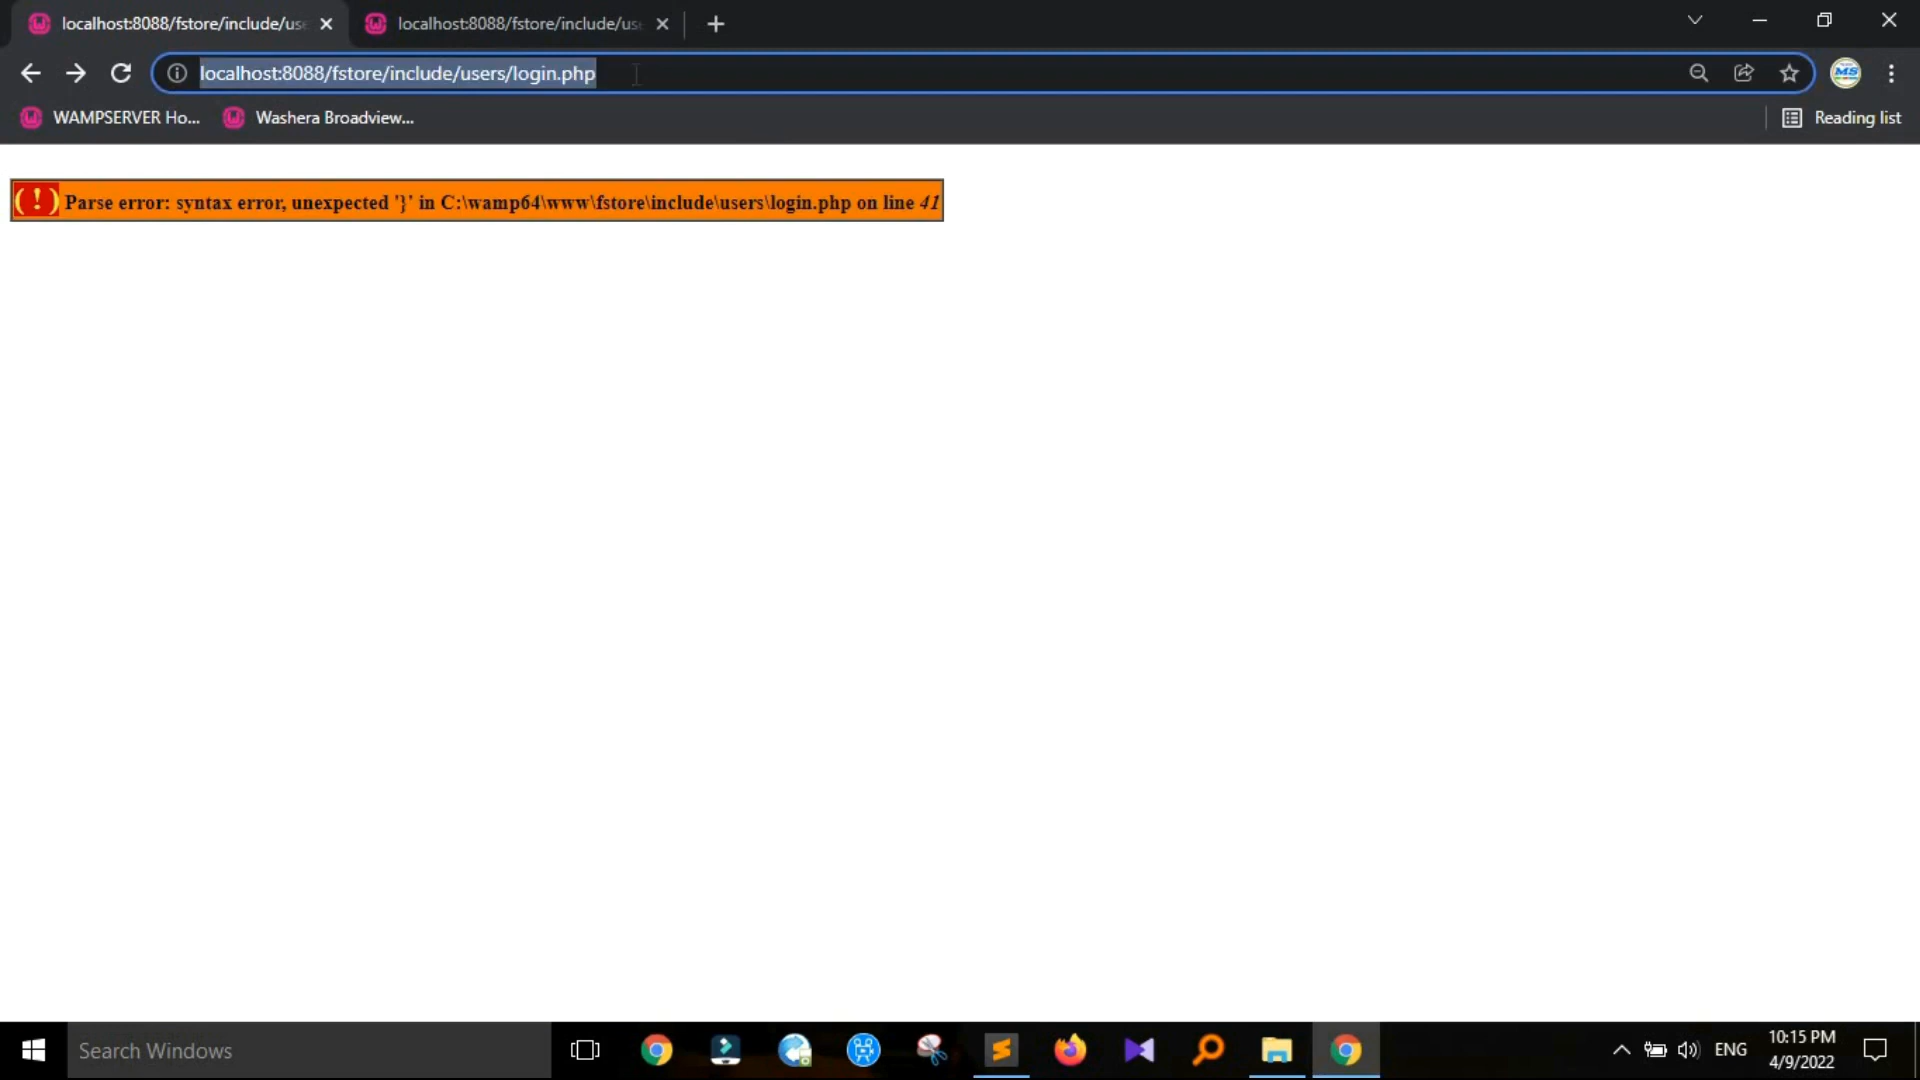 localhost:8088/fstore/include/us
localhost:8088/fstore/include/us
localhost:8088/fstore/include/users/login.php
MS
WAMPSERVER Ho...
Washera Broadview...
Reading list
( ! ) Parse error: syntax error, unexpected '}' in C:\wamp64\www\fstore\include\users\login.php on line 41
Search Windows
ENG
10:15 PM
4/9/2022